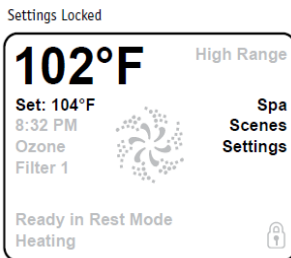 Settings Locked
102°F
High Range
Set: 104°F
Spa
8:32 PM
Scenes
Ozone
Settings
Filter 1
Ready in Rest Mode
Heating